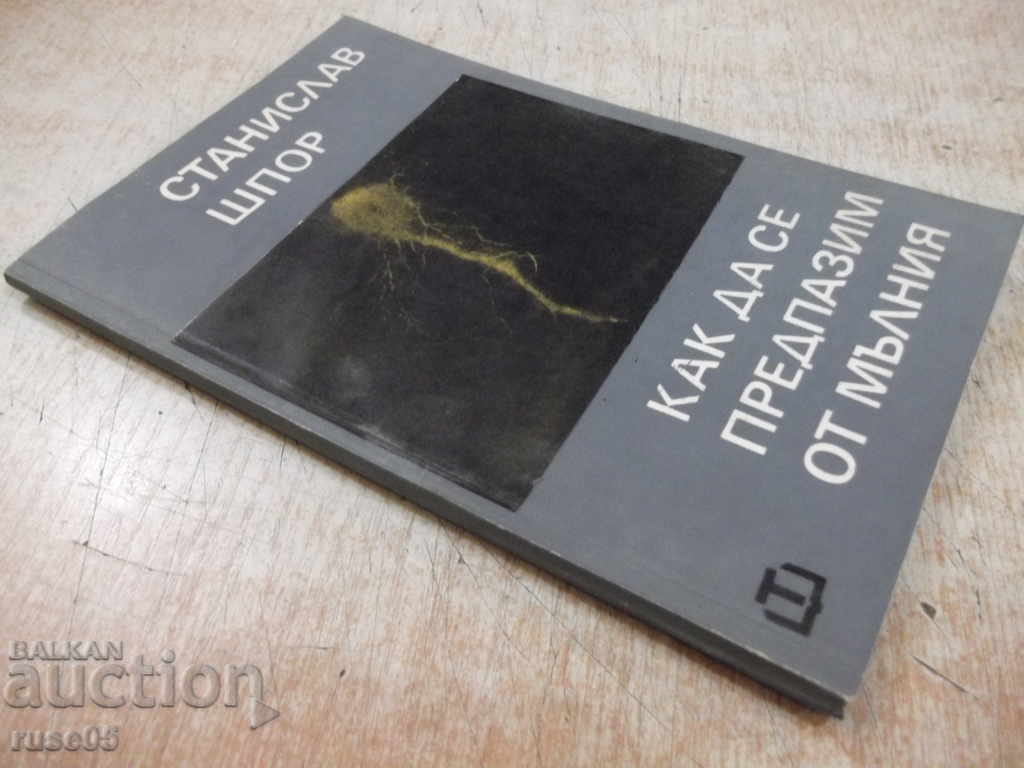 СТАНИСЛАВ
ШПОР
КАК ДА СЕ
ПРЕДПАЗИМ
ОТ МЪЛНИЯ
Т
BALKAN
auction
ruse05